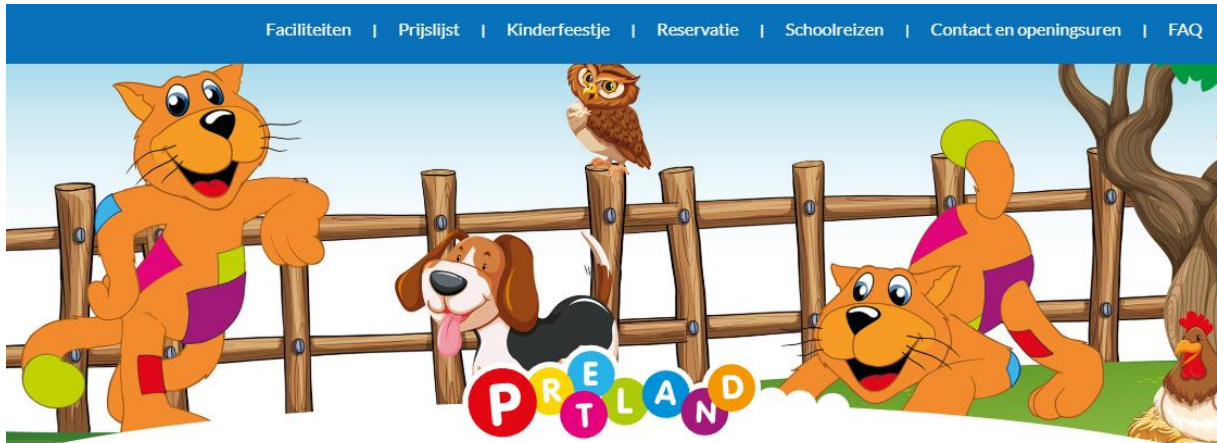 Faciliteiten | Prijslijst | Kinderfeestje | Reservatie | Schoolreizen | Contact en openingsuren | FAQ
PRETLAND